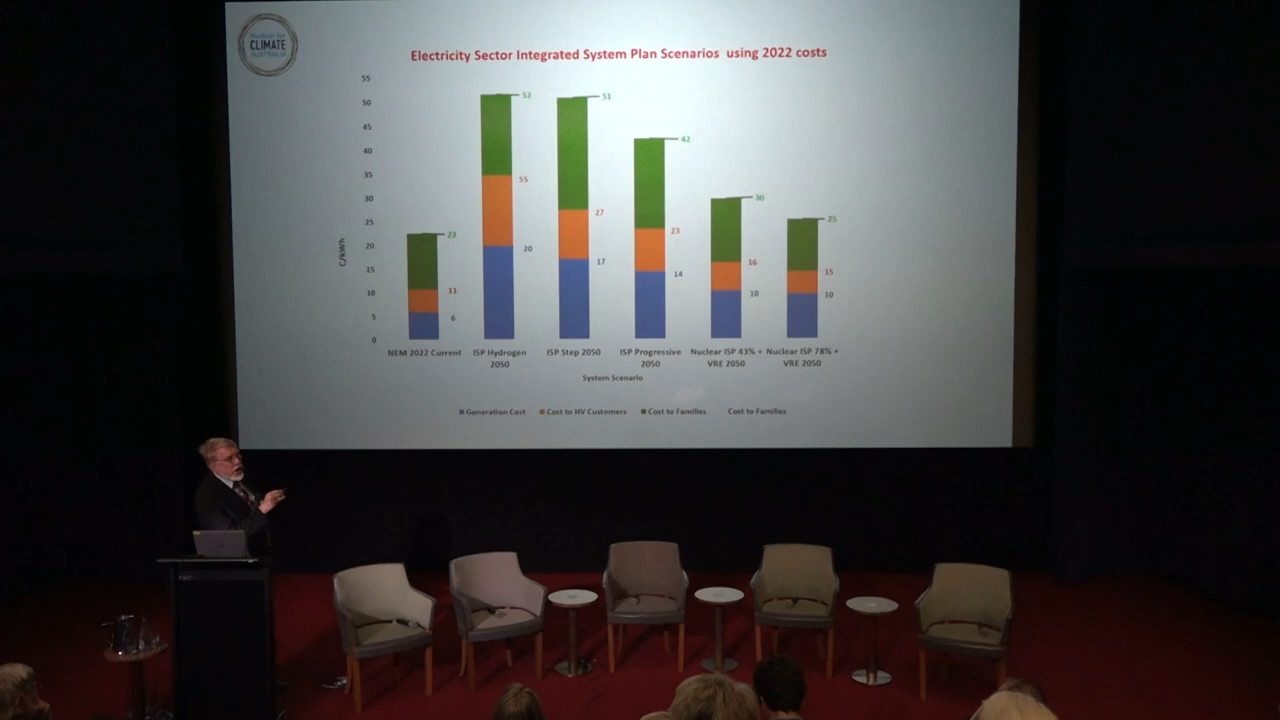 Nuclear for
CLIMATE
AUSTRALIA
Electricity Sector Integrated System Plan Scenarios using 2022 costs
55
50
45
40
35
30
25
20
15
10
5
0
C/kWh
23
11
6
52
55
20
51
27
17
42
23
14
30
16
10
25
15
10
NEM 2022 Current
ISP Hydrogen
2050
ISP Step 2050
ISP Progressive
2050
Nuclear ISP 43% +
VRE 2050
Nuclear ISP 78% +
VRE 2050
System Scenario
Generation Cost
Cost to HV Customers
Cost to Families
Cost to Families